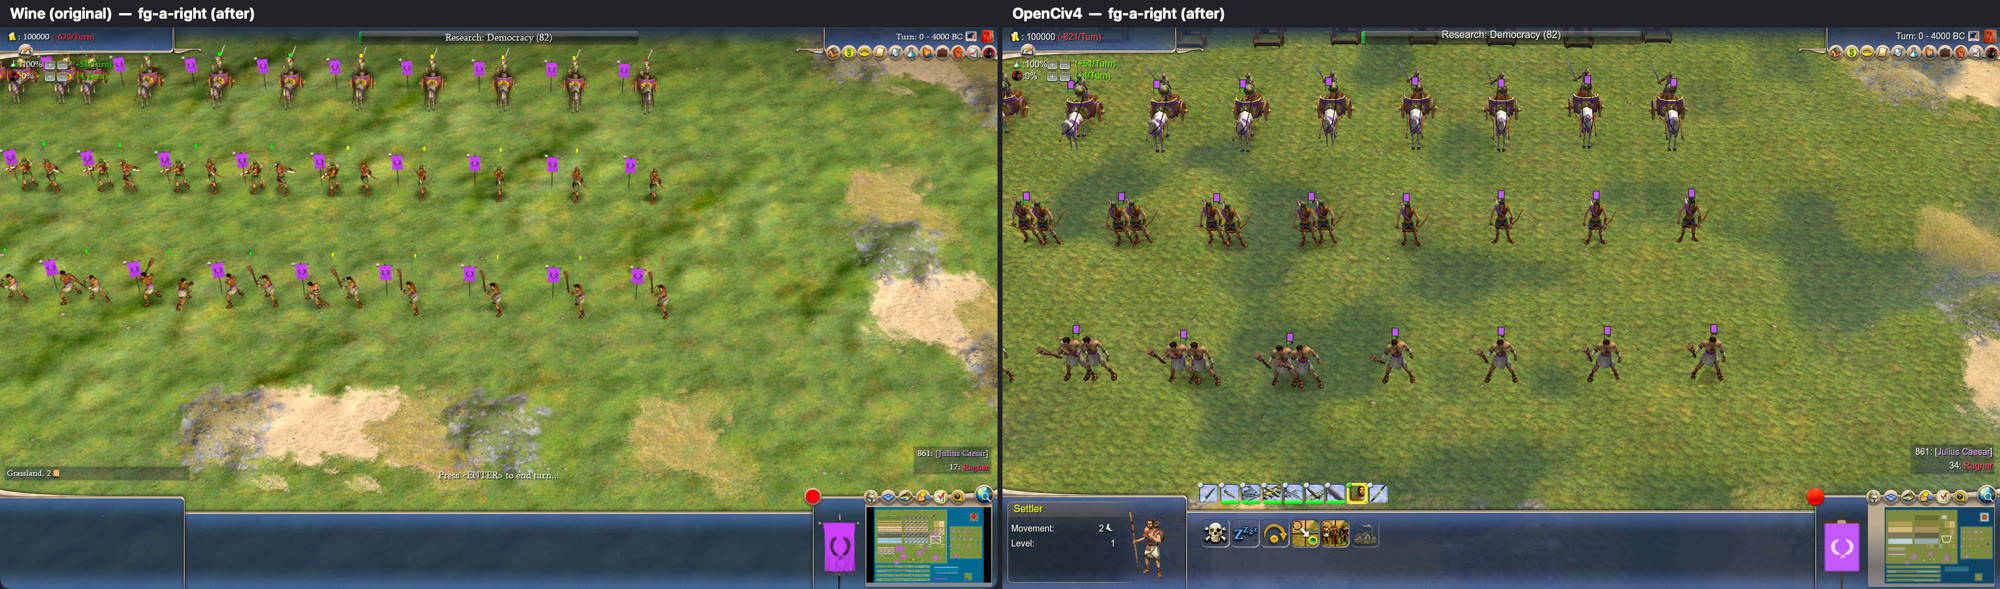 Wine (original) — fg-a-right (after)
: 100000 (-620/Turn)
Research: Democracy (82)
Turn: 0 - 4000 BC
:100% (+51/Turn)
:0% (+4/Turn)
Grassland, 2
Press <ENTER> to end turn...
861: [Julius Caesar]
17: Ragnar
OpenCiv4 — fg-a-right (after)
: 100000 (-621/Turn)
Research: Democracy (82)
Turn: 0 - 4000 BC
:100% (+51/Turn)
:0% (+4/Turn)
861: [Julius Caesar]
34: Ragnar
Settler
Movement: 2
Level: 1